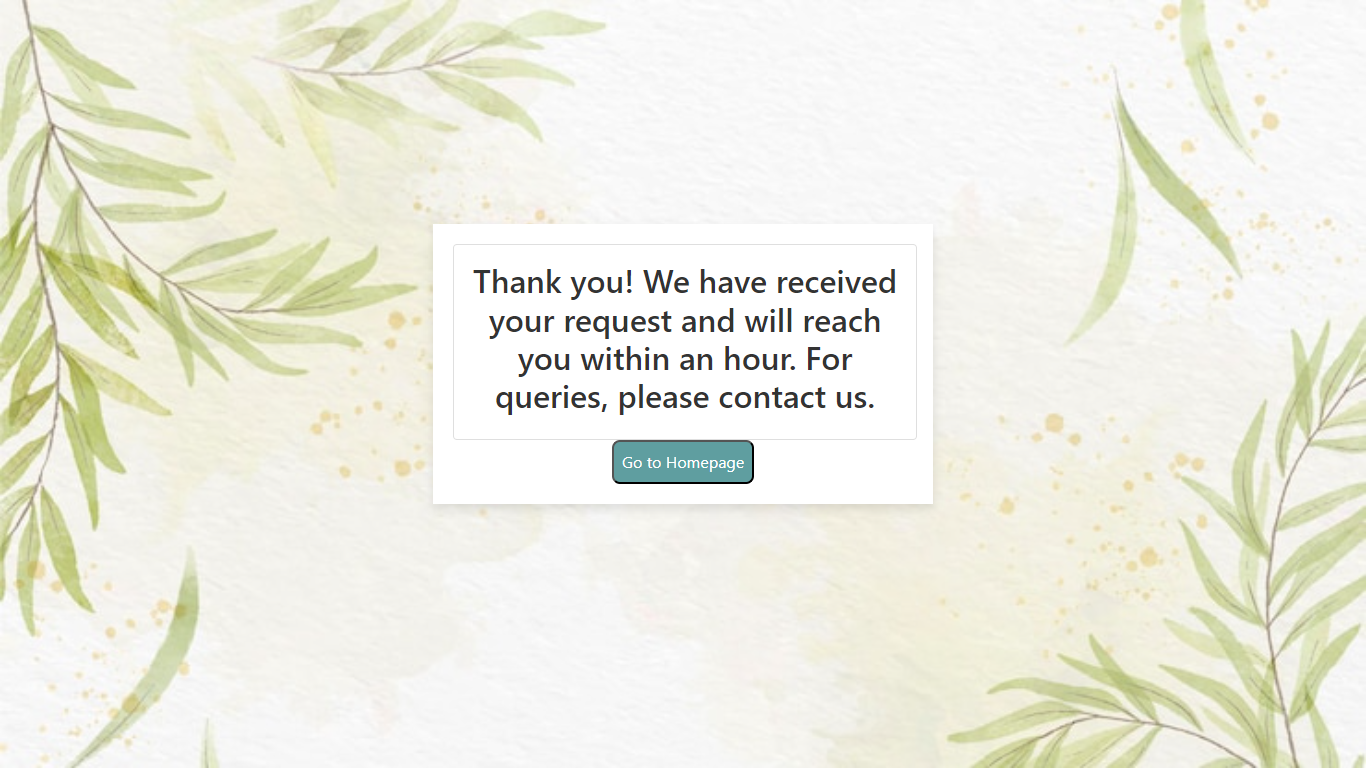 Thank you! We have received
your request and will reach
you within an hour. For
queries, please contact us.
Go to Homepage